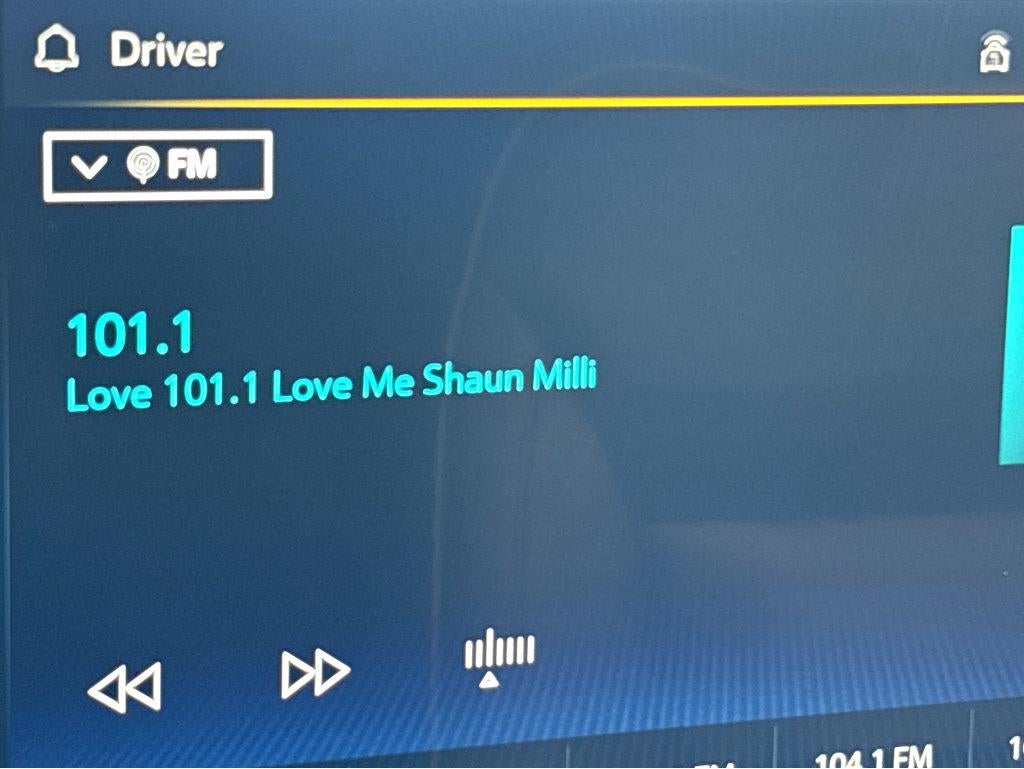 Driver
FM
101.1
Love 101.1 Love Me Shaun Milli
104.1 FM